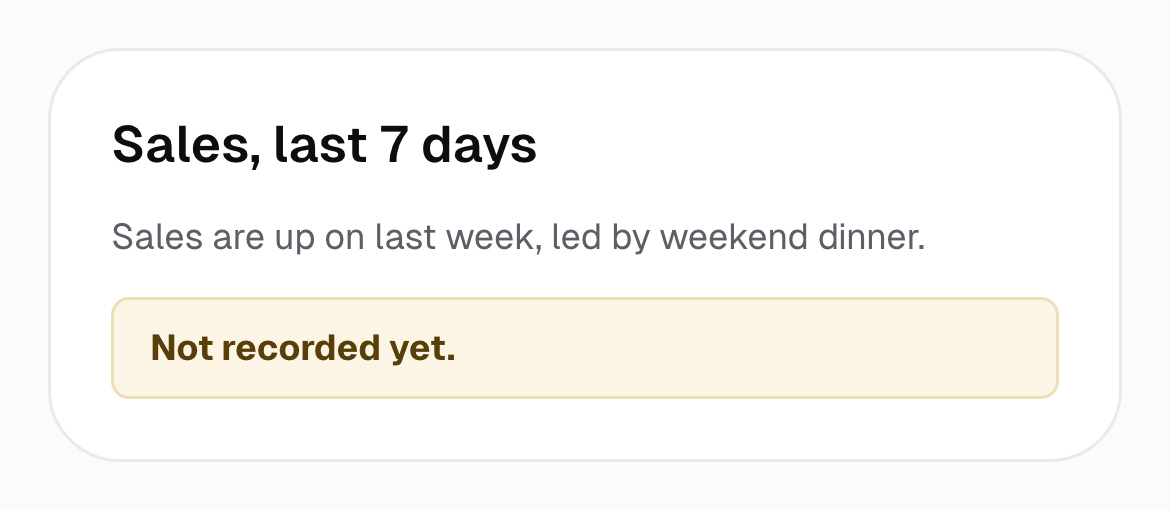 Sales, last 7 days
Sales are up on last week, led by weekend dinner.
Not recorded yet.